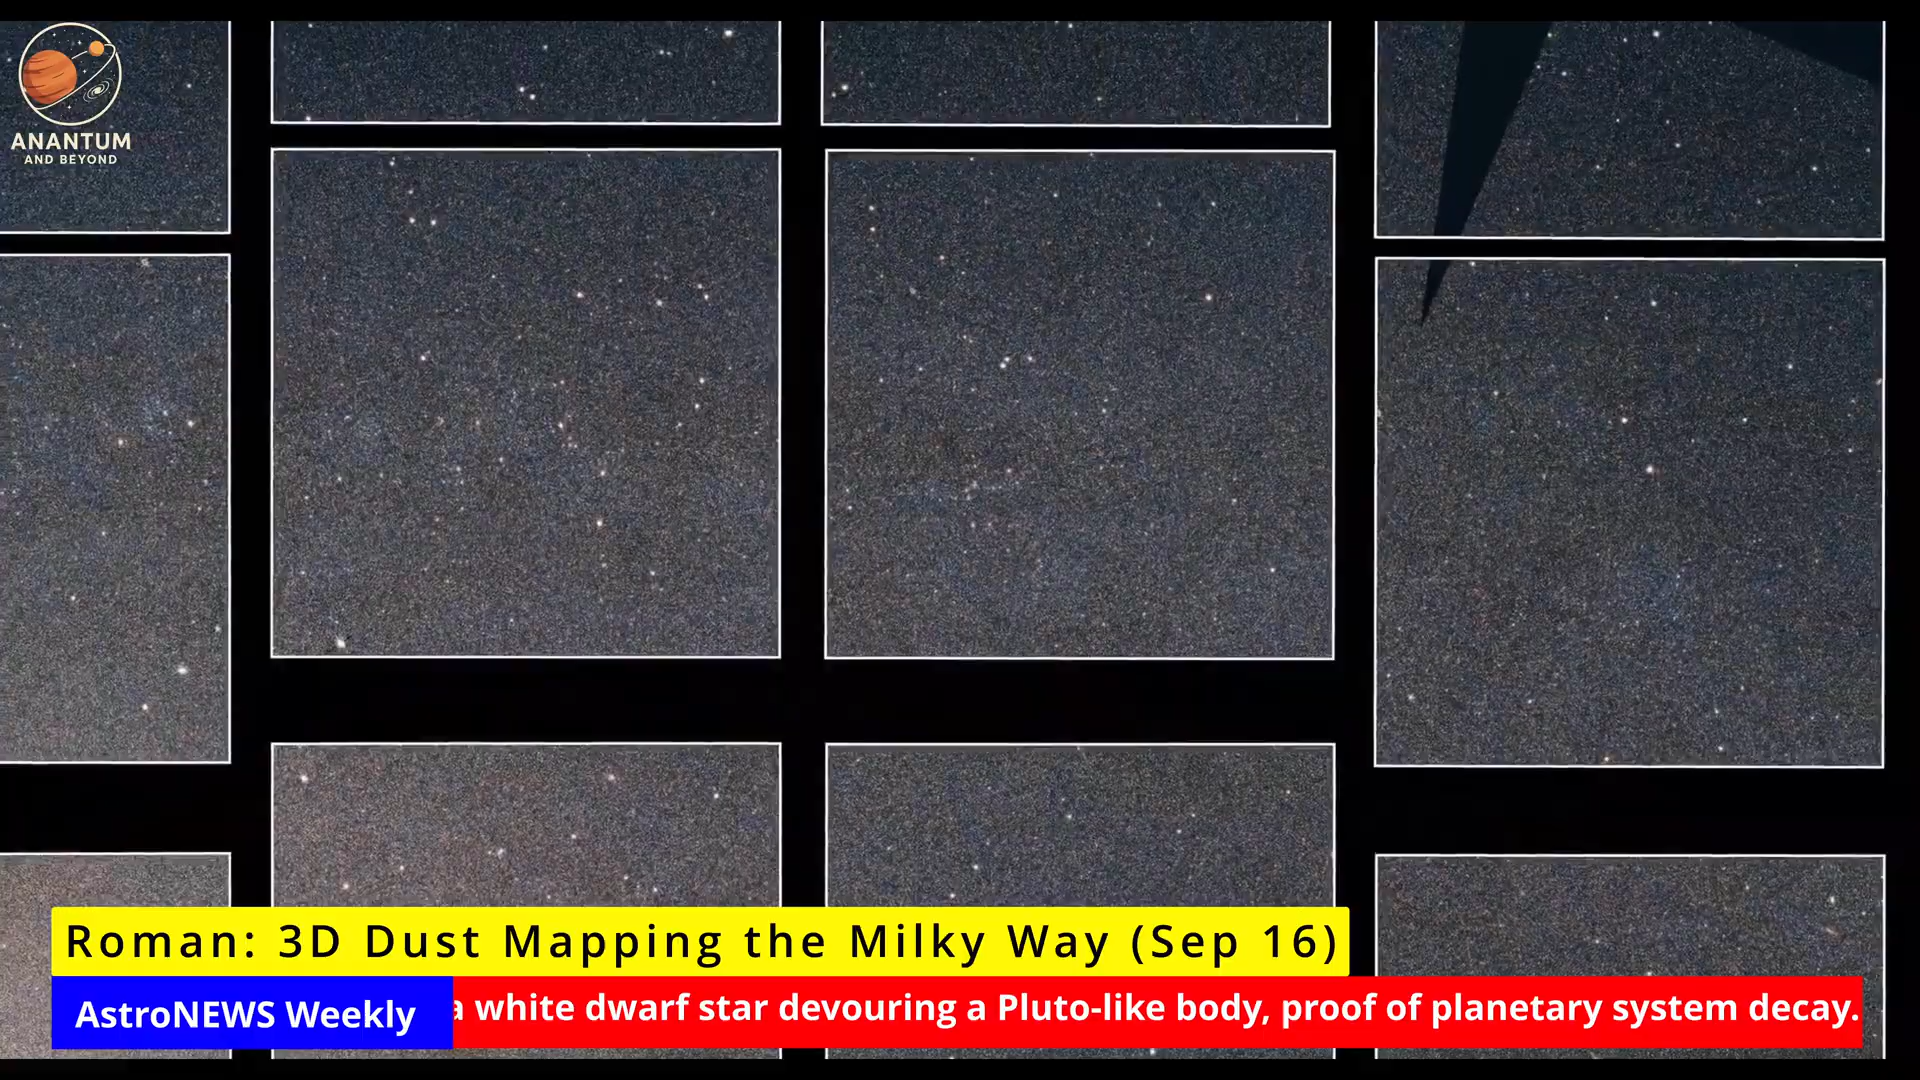 ANANTUM
AND BEYOND
Roman: 3D Dust Mapping the Milky Way (Sep 16)
AstroNEWS Weekly
a white dwarf star devouring a Pluto-like body, proof of planetary system decay.